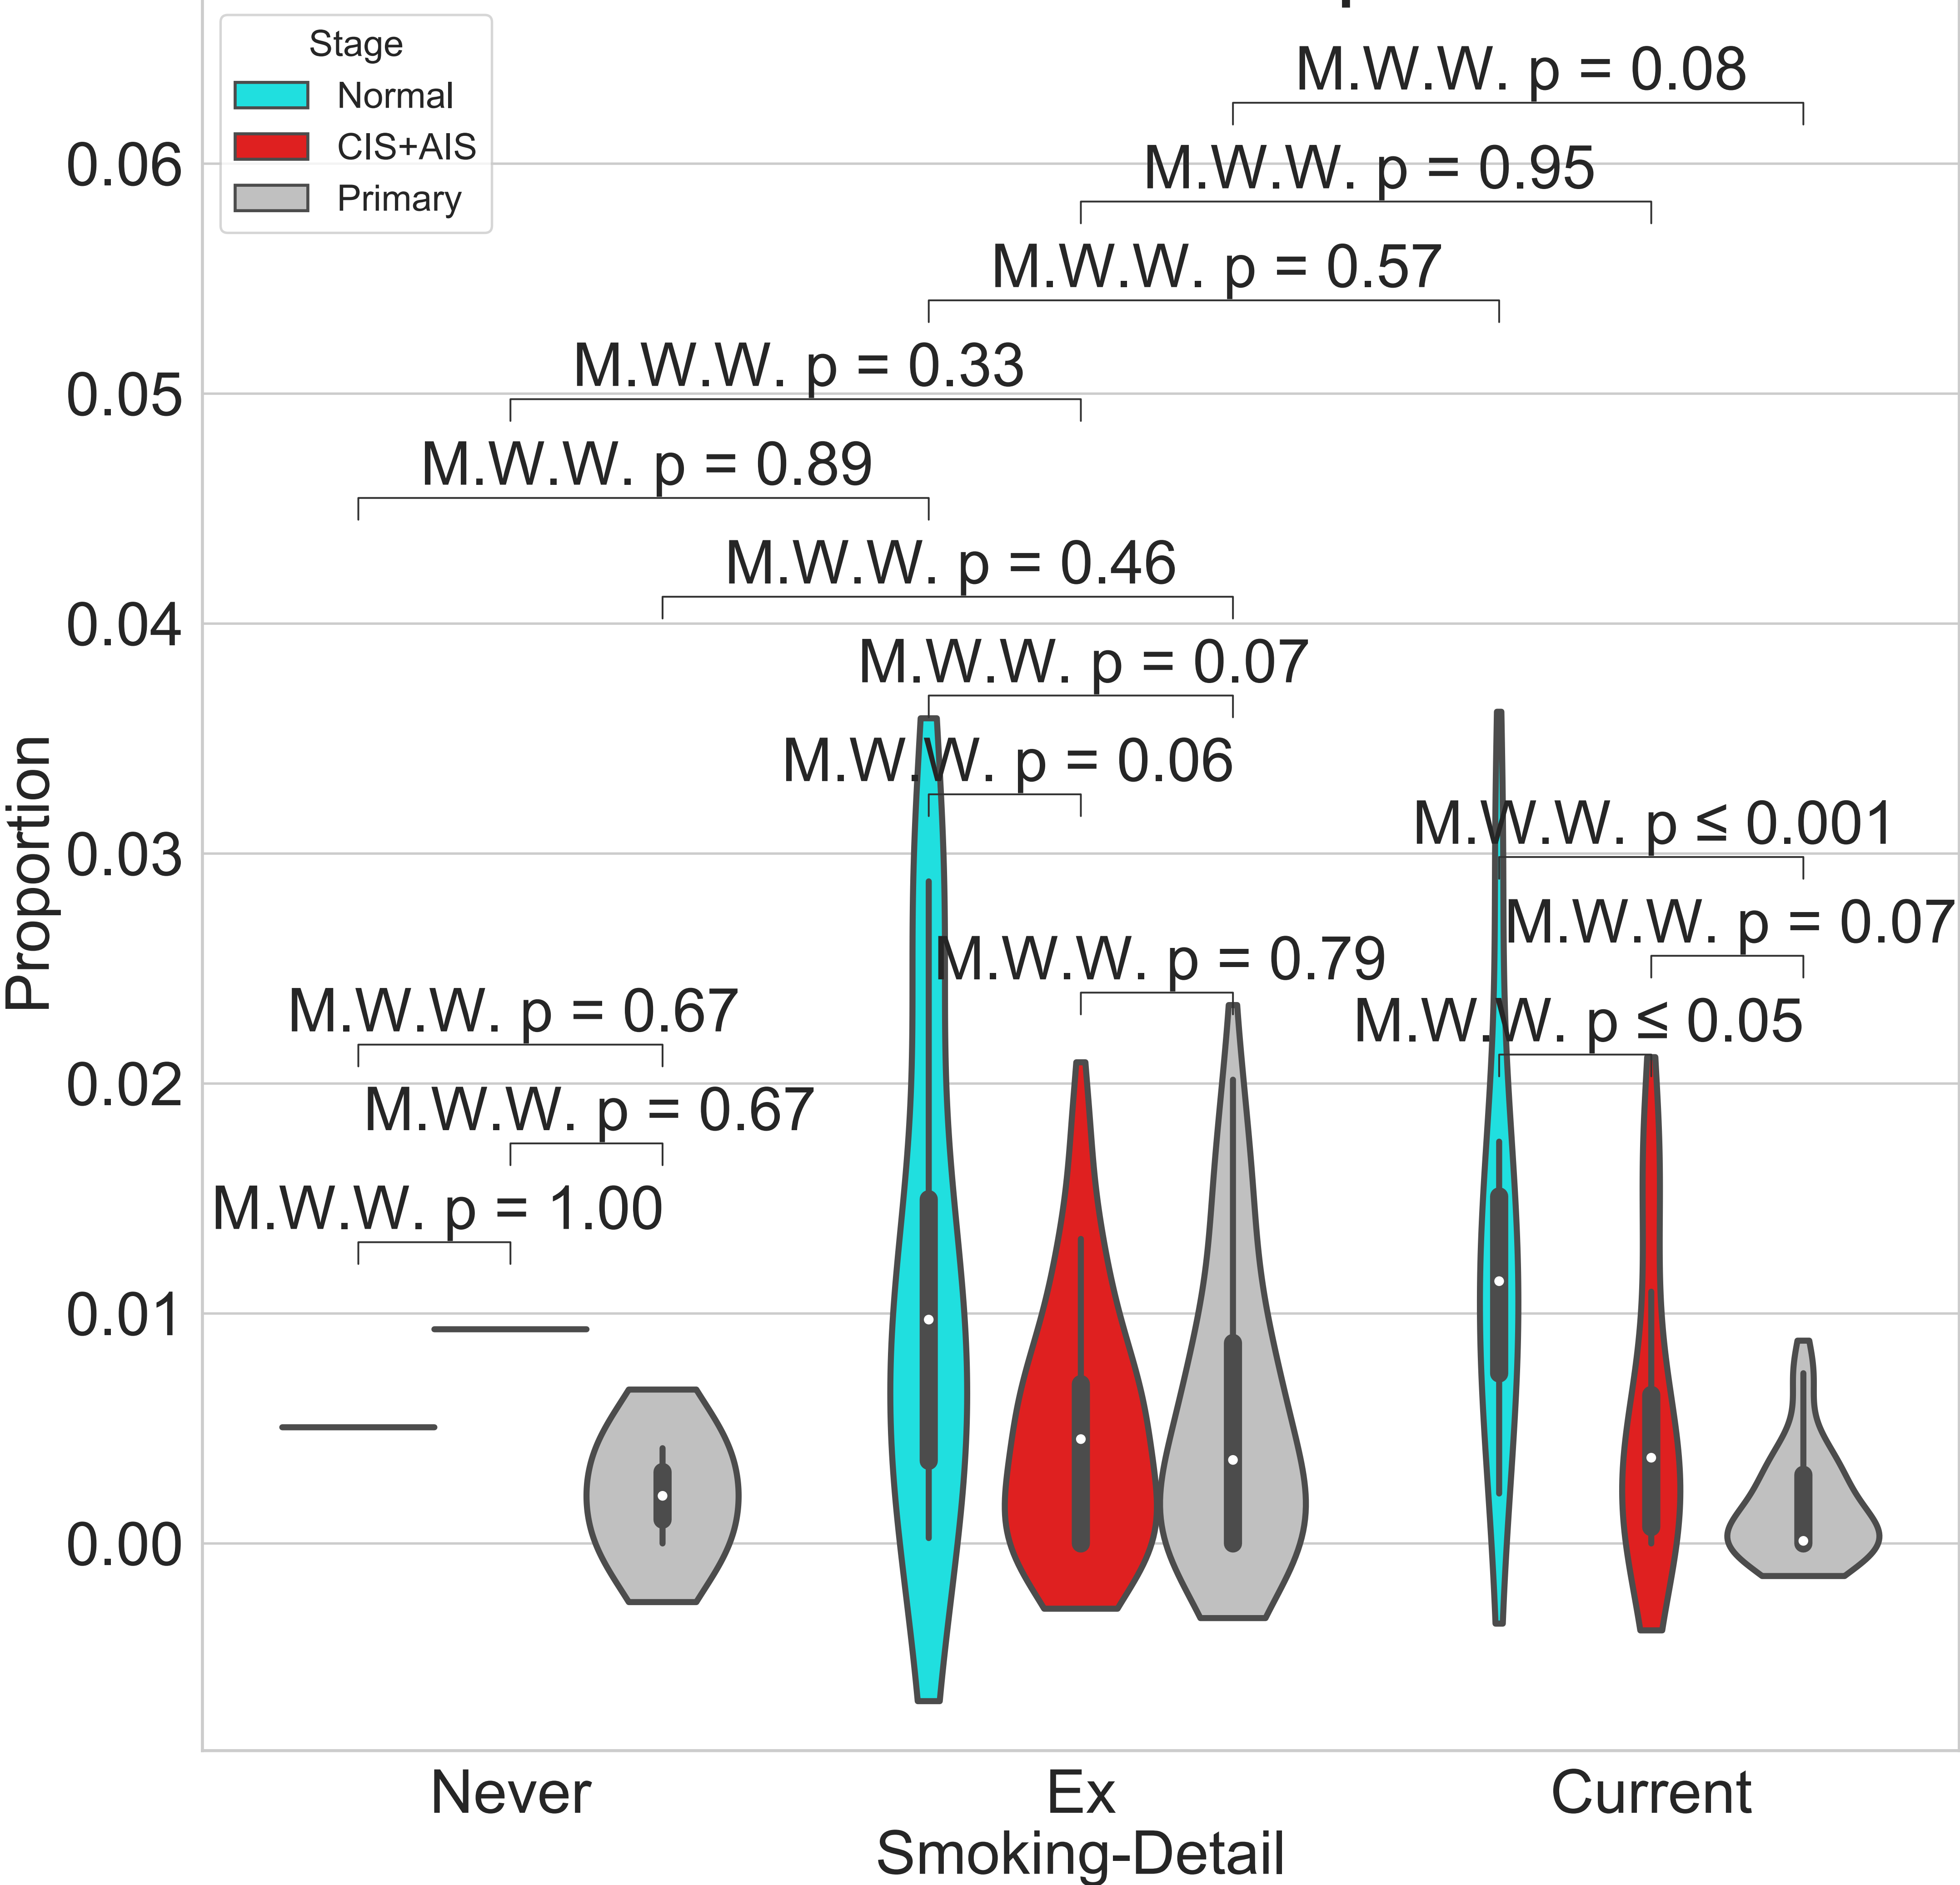 Stage
Normal
CIS+AIS
Primary
M.W.W. p = 0.08
M.W.W. p = 0.95
M.W.W. p = 0.57
M.W.W. p = 0.33
M.W.W. p = 0.89
M.W.W. p = 0.46
M.W.W. p = 0.07
M.W.W. p = 0.06
M.W.W. p ≤ 0.001
M.W.W. p = 0.07
M.W.W. p = 0.79
M.W.W. p ≤ 0.05
M.W.W. p = 0.67
M.W.W. p = 0.67
M.W.W. p = 1.00
0.06
0.05
0.04
0.03
0.02
0.01
0.00
Proportion
Never
Ex
Current
Smoking-Detail